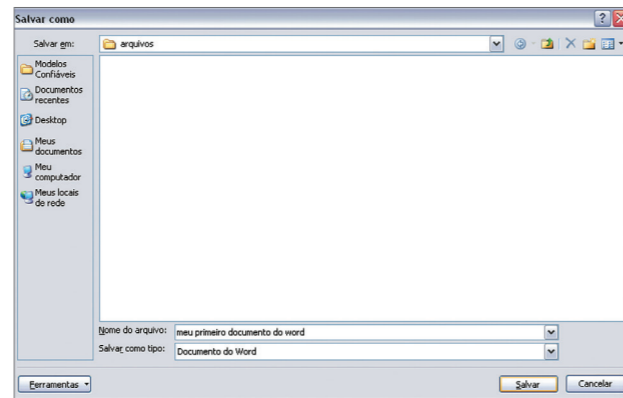 Salvar como
Salvar em:
arquivos
Modelos
Confiáveis
Documentos
recentes
Desktop
Meus
documentos
Meu
computador
Meus locais
de rede
Nome do arquivo:
meu primeiro documento do word
Salvar como tipo:
Documento do Word
Ferramentas
Salvar
Cancelar